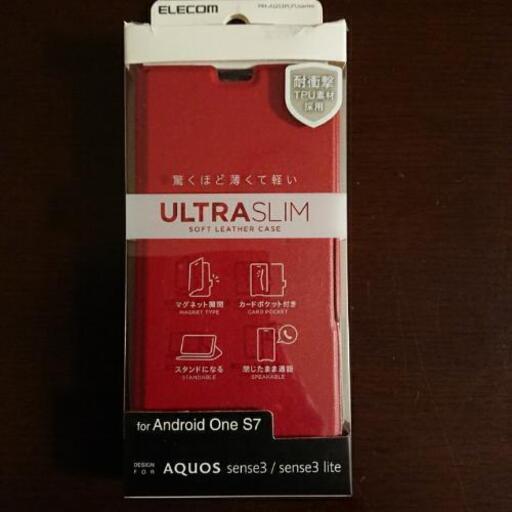 ELECOM
耐衝撃
TPU素材
採用
驚くほど薄くて軽い
ULTRASLIM
SOFT LEATHER CASE
マグネット開閉
MAGNET TYPE
カードポケット付き
CARD POCKET
スタンドになる
STANDABLE
閉じたまま通話
SPEAKABLE
for Android One S7
DESIGN FOR AQUOS sense3 / sense3 lite